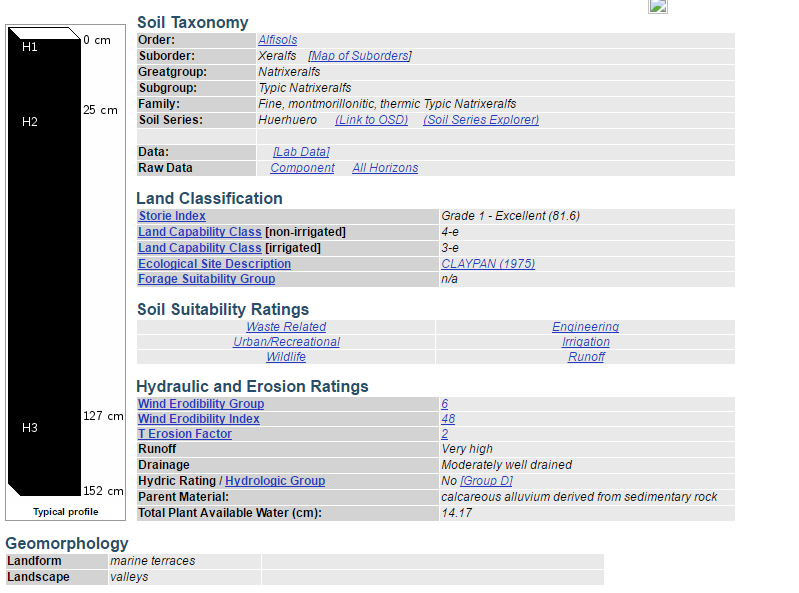 H1
0 cm
H2
25 cm
H3
127 cm
152 cm
Typical profile
Soil Taxonomy
Order: Alfisols
Suborder: Xeralfs [Map of Suborders]
Greatgroup: Natrixeralfs
Subgroup: Typic Natrixeralfs
Family: Fine, montmorillonitic, thermic Typic Natrixeralfs
Soil Series: Huerhuero (Link to OSD) (Soil Series Explorer)
Data: [Lab Data]
Raw Data Component All Horizons
Land Classification
Storie Index Grade 1 - Excellent (81.6)
Land Capability Class [non-irrigated] 4-e
Land Capability Class [irrigated] 3-e
Ecological Site Description CLAYPAN (1975)
Forage Suitability Group n/a
Soil Suitability Ratings
Waste Related Engineering
Urban/Recreational Irrigation
Wildlife Runoff
Hydraulic and Erosion Ratings
Wind Erodibility Group 6
Wind Erodibility Index 48
T Erosion Factor 2
Runoff Very high
Drainage Moderately well drained
Hydric Rating / Hydrologic Group No [Group D]
Parent Material: calcareous alluvium derived from sedimentary rock
Total Plant Available Water (cm): 14.17
Geomorphology
Landform marine terraces
Landscape valleys